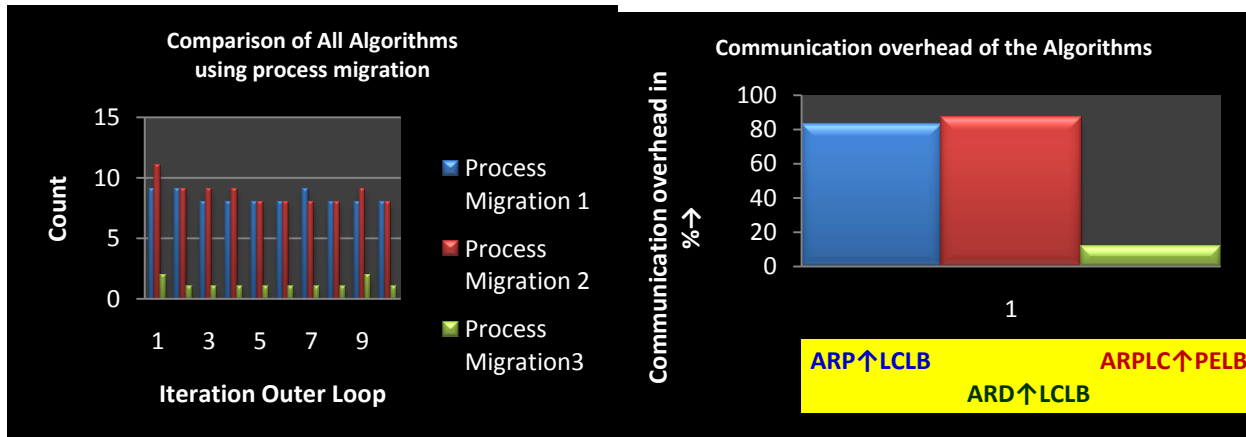 Comparison of All Algorithms
using process migration
Count
15
10
5
0
1 3 5 7 9
Iteration Outer Loop
Process
Migration 1
Process
Migration 2
Process
Migration3
Communication overhead of the Algorithms
Communication overhead in
%→
100
80
60
40
20
0
1
ARP↑LCLB ARPLC↑PELB
ARD↑LCLB